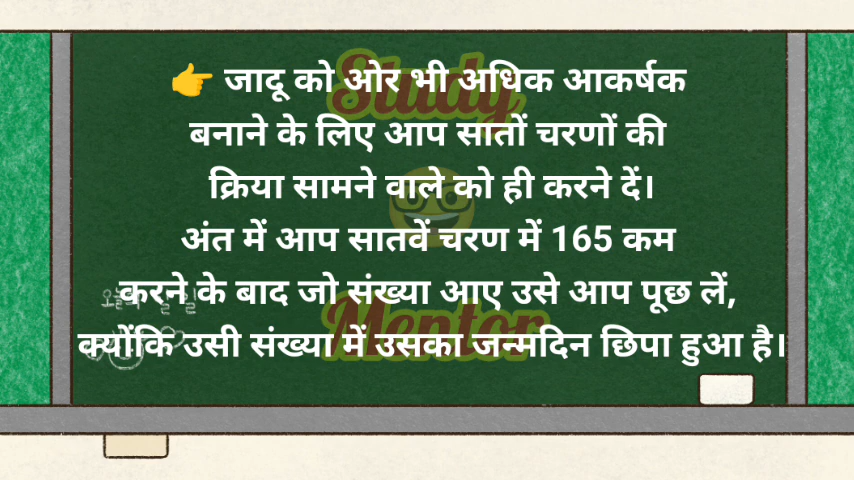 👉 जादू को ओर भी अधिक आकर्षक
बनाने के लिए आप सातों चरणों की
क्रिया सामने वाले को ही करने दें।
अंत में आप सातवें चरण में 165 कम
करने के बाद जो संख्या आए उसे आप पूछ लें,
क्योंकि उसी संख्या में उसका जन्मदिन छिपा हुआ है।
Study
Mentor